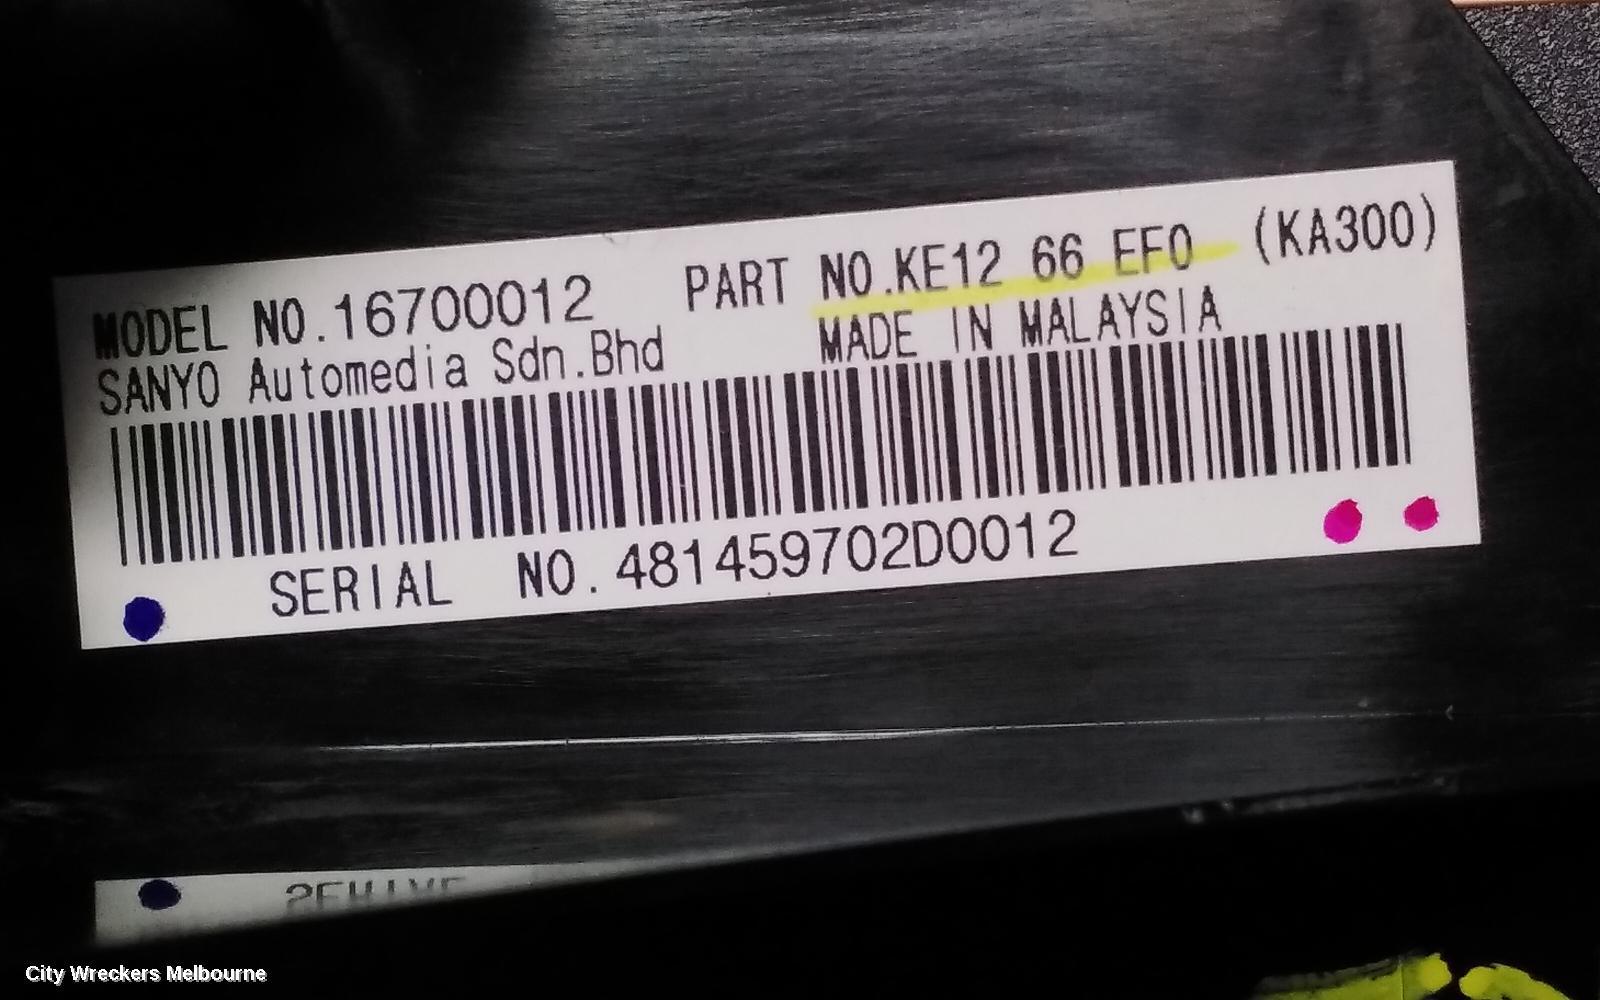 MODEL NO.16700012 PART NO.KE12 66 EF0 (KA300)
SANYO Automedia Sdn.Bhd MADE IN MALAYSIA
SERIAL NO.481459702D0012
City Wreckers Melbourne